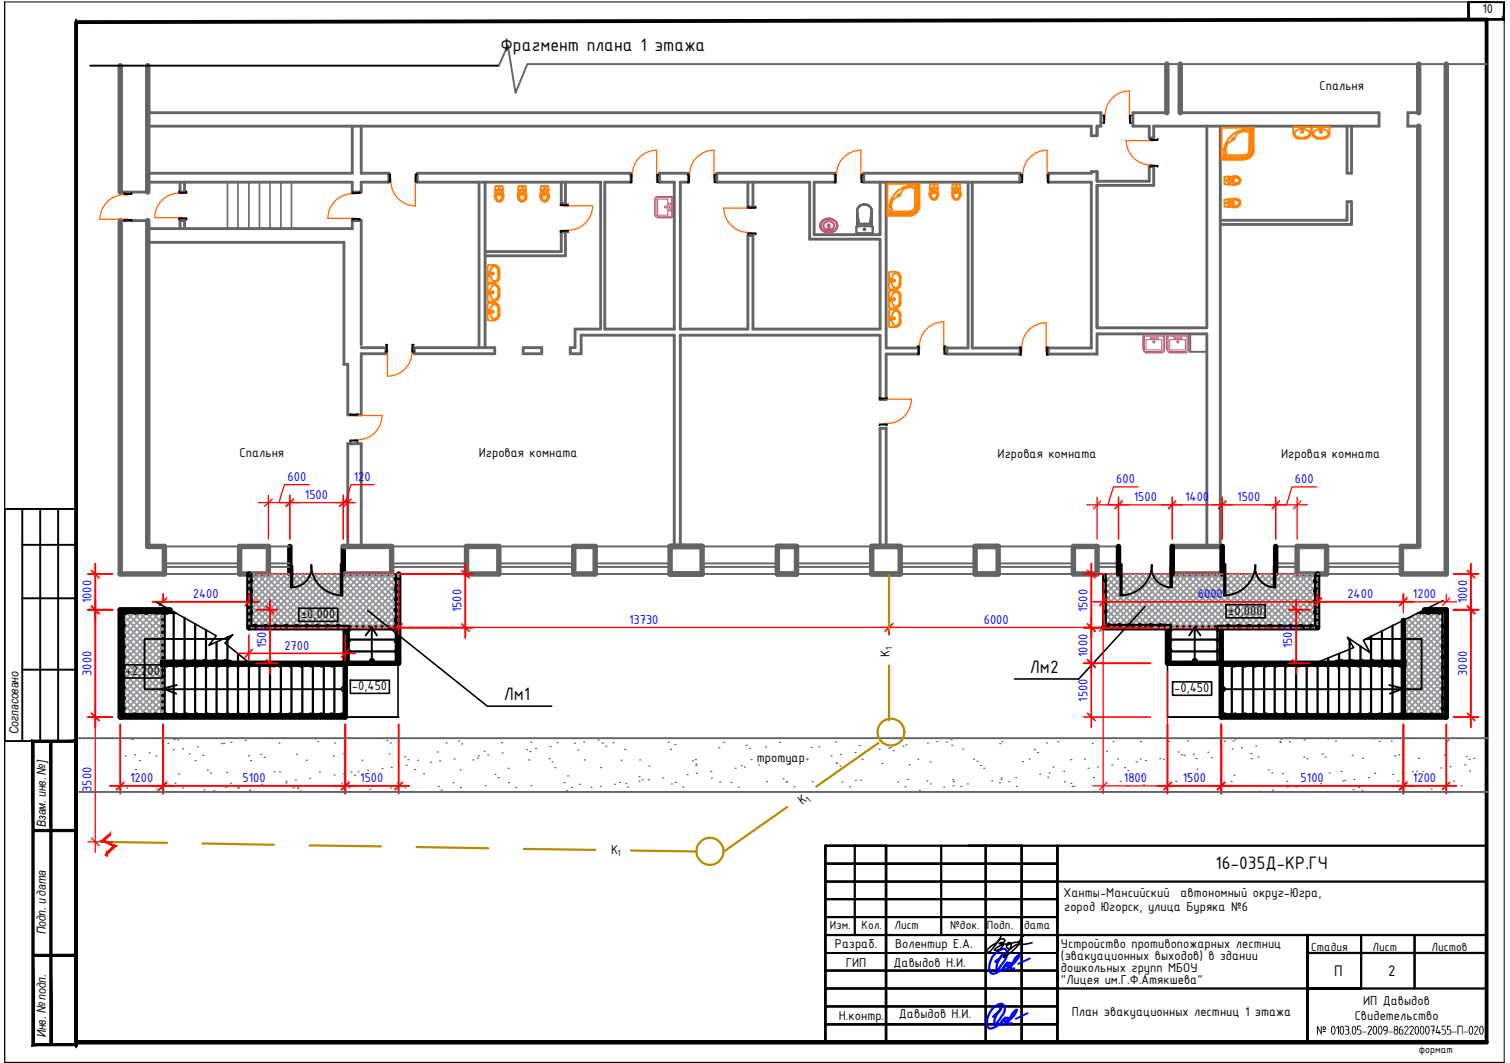 10
Фрагмент плана 1 этажа
Спальня
Спальня
Игровая комната
Игровая комната
Игровая комната
600
1500
120
600
1500
1400
1500
600
1000
2400
±0,000
1500
1500
6000
±0,000
2400
1200
1000
150
2700
13730
6000
К1
1000
150
3000
+2,200
-0,450
Лм1
Лм2
-0,450
1500
3000
тротуар
3500
1200
5100
1500
1800
1500
5100
1200
К1
К1
Согласовано
Взам. инв. №
Подп. и дата
Инв. № подл.
16-035Д-КР.ГЧ
Ханты-Мансийский автономный округ-Югра,
город Югорск, улица Буряка №6
Изм. Кол. Лист №док. Подп. дата
Разраб. Волентир Е.А.
ГИП Давыдов Н.И.
Н.контр. Давыдов Н.И.
Устройство противопожарных лестниц
(эвакуационных выходов) в здании
дошкольных групп МБОУ
"Лицея им.Г.Ф.Атякшева"
Стадия Лист Листов
П 2
План эвакуационных лестниц 1 этажа
ИП Давыдов
Свидетельство
№ 0103.05-2009-86220007455-П-020
формат